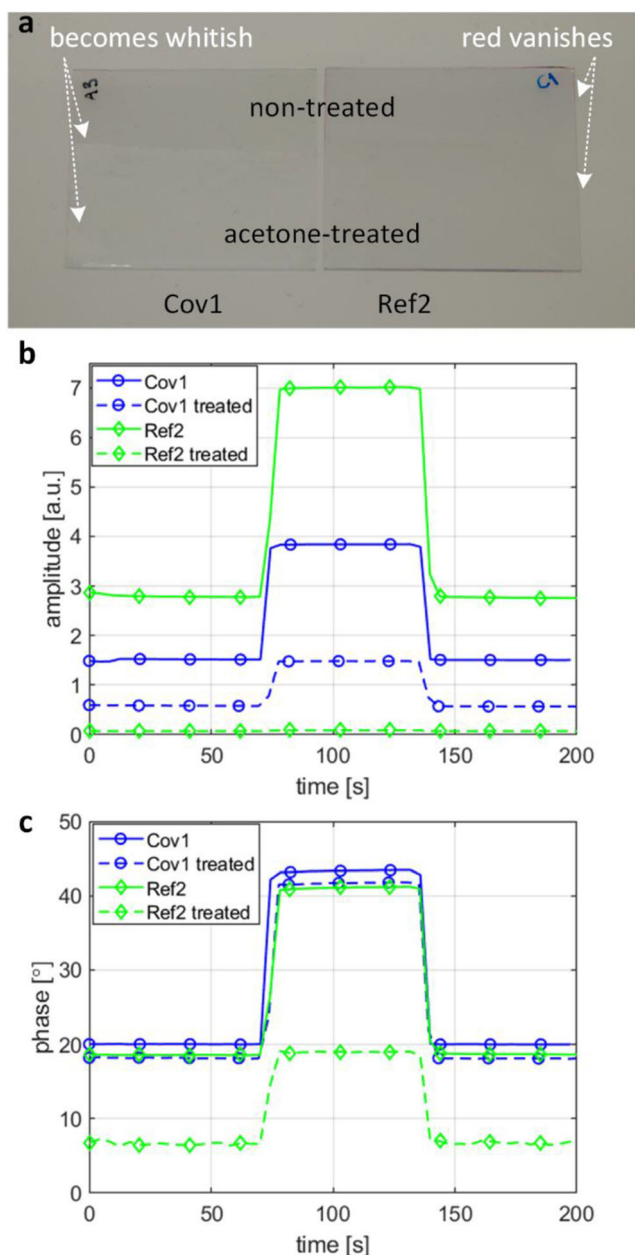 a
becomes whitish
red vanishes
A3
C1
non-treated
acetone-treated
Cov1
Ref2
b
Cov1
Cov1 treated
Ref2
Ref2 treated
7
6
5
4
3
2
1
0
amplitude [a.u.]
0 50 100 150 200
time [s]
c
Cov1
Cov1 treated
Ref2
Ref2 treated
50
40
30
20
10
0
phase [°]
0 50 100 150 200
time [s]